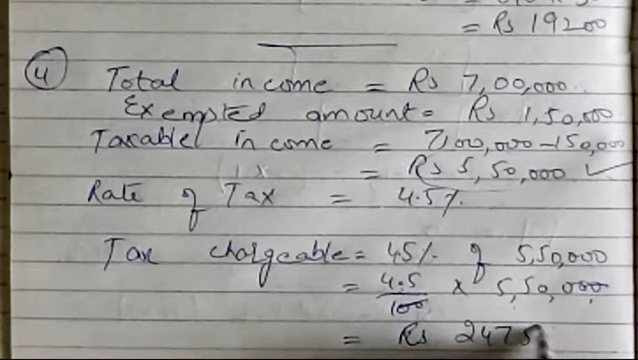 = Rs 19200
4 Total income = Rs 7,00,000
Exempted amount = Rs 1,50,000
Taxable income = 7,00,000 - 150,000
= Rs 5,50,000 ✓
Rate of Tax = 4.5%
Tax chargeable = 45% of 5,50,000
= 4.5/100 x 5,50,000
= Rs 2475